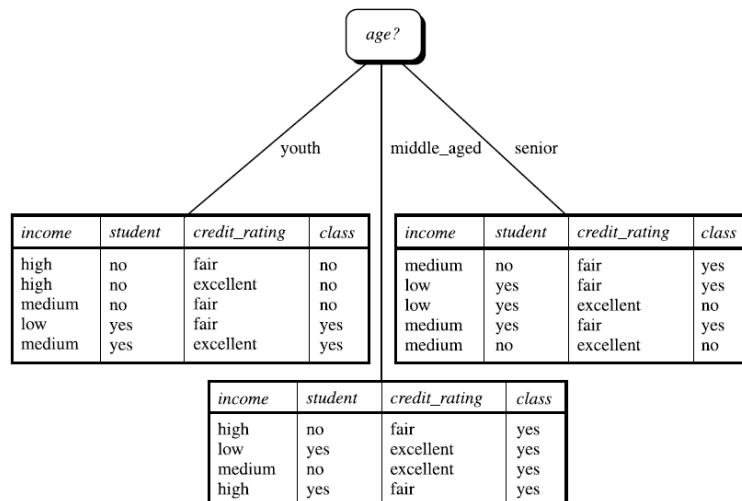 age?
youth
middle_aged
senior
income student credit_rating class
high no fair no
high no excellent no
medium no fair no
low yes fair yes
medium yes excellent yes
income student credit_rating class
medium no fair yes
low yes fair yes
low yes excellent no
medium yes fair yes
medium no excellent no
income student credit_rating class
high no fair yes
low yes excellent yes
medium no excellent yes
high yes fair yes